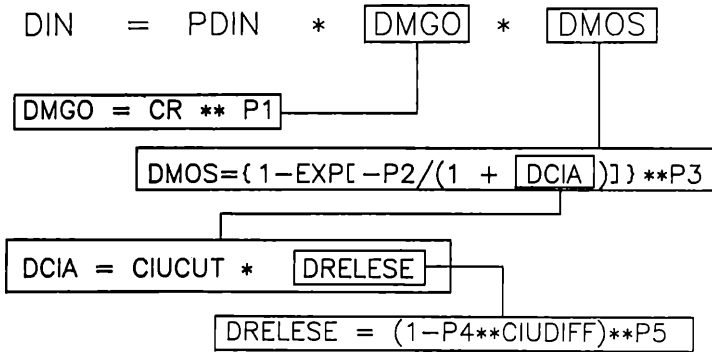 DIN = PDIN * DMGO * DMOS
DMGO = CR ** P1
DMOS={1-EXP[-P2/(1 + DCIA )]}**P3
DCIA = CIUCUT * DRELESE
DRELESE = (1-P4**CIUDIFF)**P5